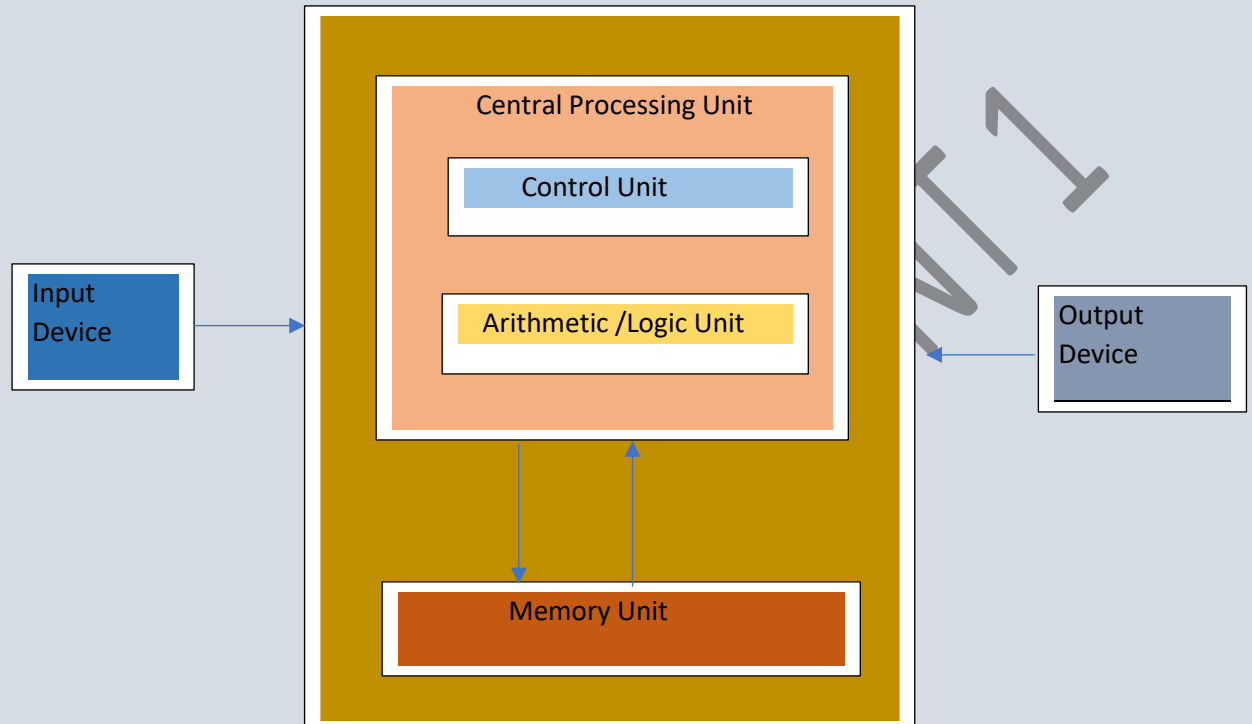 Central Processing Unit
Control Unit
Input
Device
Arithmetic /Logic Unit
Output
Device
Memory Unit